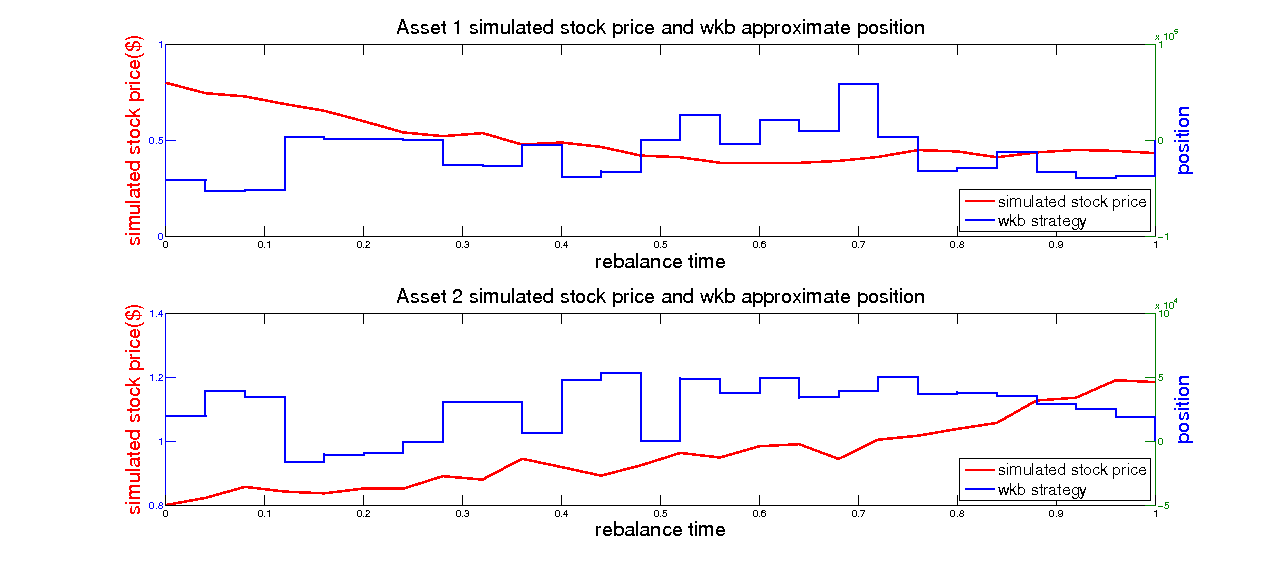 Asset 1 simulated stock price and wkb approximate position
x 10^5
simulated stock price($)
1
0.5
0
1
0
-1
position
simulated stock price
wkb strategy
0 0.1 0.2 0.3 0.4 0.5 0.6 0.7 0.8 0.9 1
rebalance time
Asset 2 simulated stock price and wkb approximate position
x 10^4
simulated stock price($)
1.4
1.2
1
0.8
10
5
0
-5
position
simulated stock price
wkb strategy
0 0.1 0.2 0.3 0.4 0.5 0.6 0.7 0.8 0.9 1
rebalance time